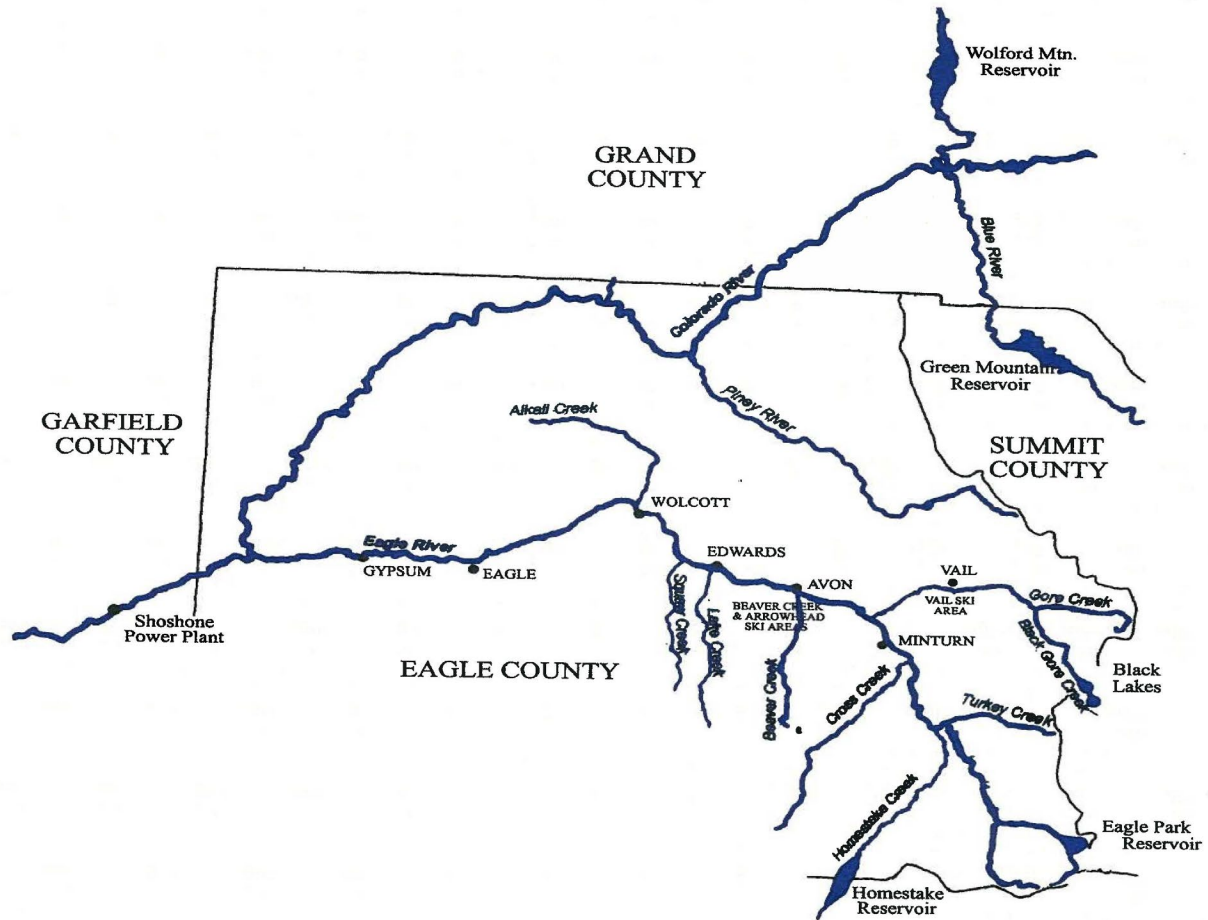 Wolford Mtn.
Reservoir
GRAND
COUNTY
Blue River
Colorado River
Green Mountain
Reservoir
Piney River
Alkali Creek
GARFIELD
COUNTY
SUMMIT
COUNTY
WOLCOTT
Eagle River
GYPSUM
EAGLE
EDWARDS
AVON
VAIL
VAIL SKI
AREA
Gore Creek
BEAVER CREEK
& ARROWHEAD
SKI AREAS
Shoshone
Power Plant
Squaw Creek
Lake Creek
MINTURN
Black Gore Creek
Black
Lakes
EAGLE COUNTY
Beaver Creek
Cross Creek
Turkey Creek
Homestake Creek
Eagle Park
Reservoir
Homestake
Reservoir